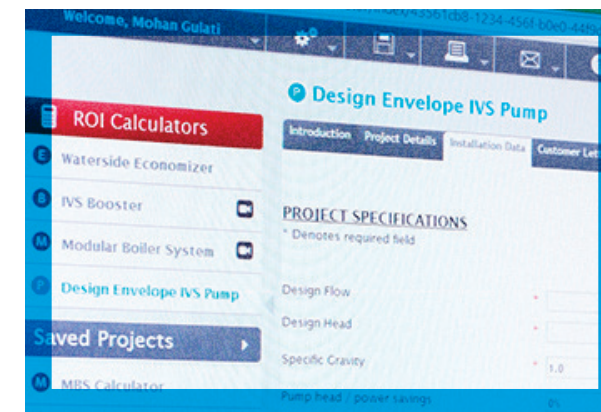 Welcome, Mohan Gulati
ROI Calculators
E Waterside Economizer
B IVS Booster
M Modular Boiler System
P Design Envelope IVS Pump
Saved Projects
M MBS Calculator
P Design Envelope IVS Pump
Introduction Project Details Installation Data Customer Let
PROJECT SPECIFICATIONS
* Denotes required field
Design Flow *
Design Head *
Specific Gravity * 1.0
Pump head / power savings 0%